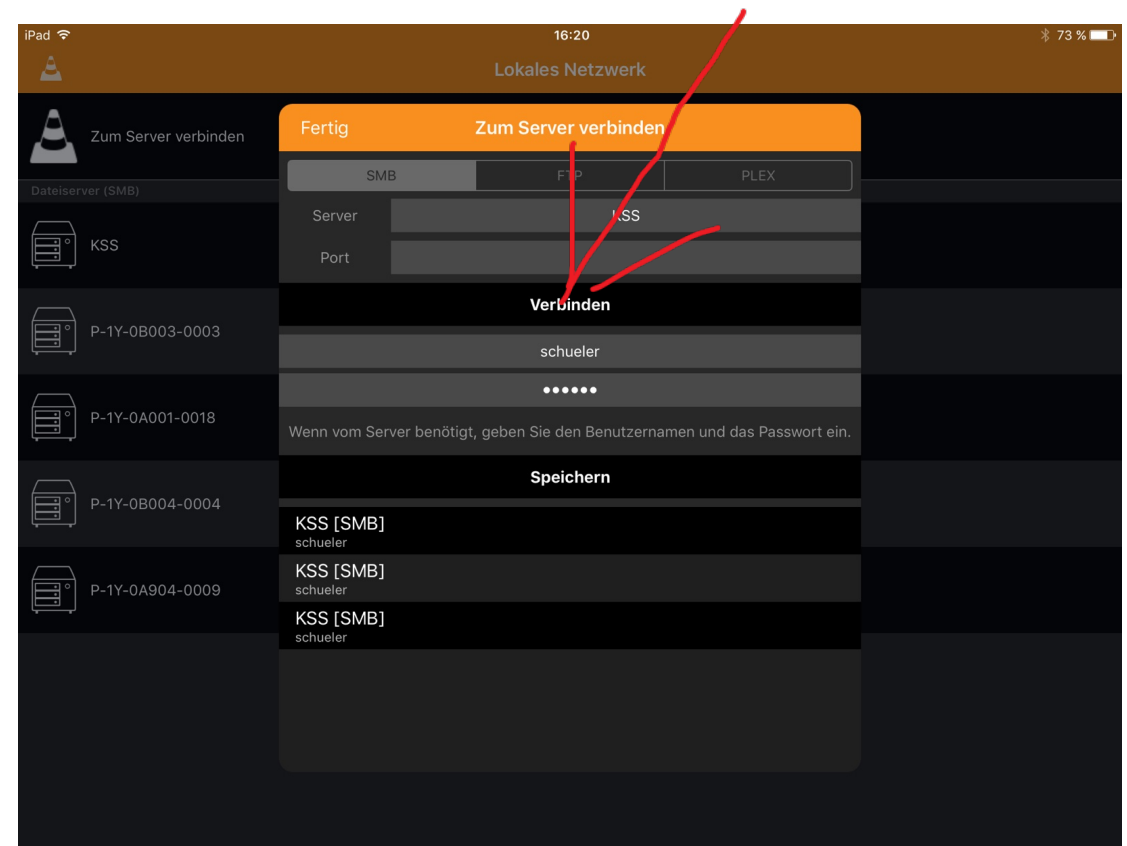 iPad 16:20 73 %
Lokales Netzwerk
Zum Server verbinden
Dateiserver (SMB)
KSS
P-1Y-0B003-0003
P-1Y-0A001-0018
P-1Y-0B004-0004
P-1Y-0A904-0009
Fertig Zum Server verbinden
SMB FTP PLEX
Server KSS
Port
Verbinden
schueler
••••••
Wenn vom Server benötigt, geben Sie den Benutzernamen und das Passwort ein.
Speichern
KSS [SMB]
schueler
KSS [SMB]
schueler
KSS [SMB]
schueler